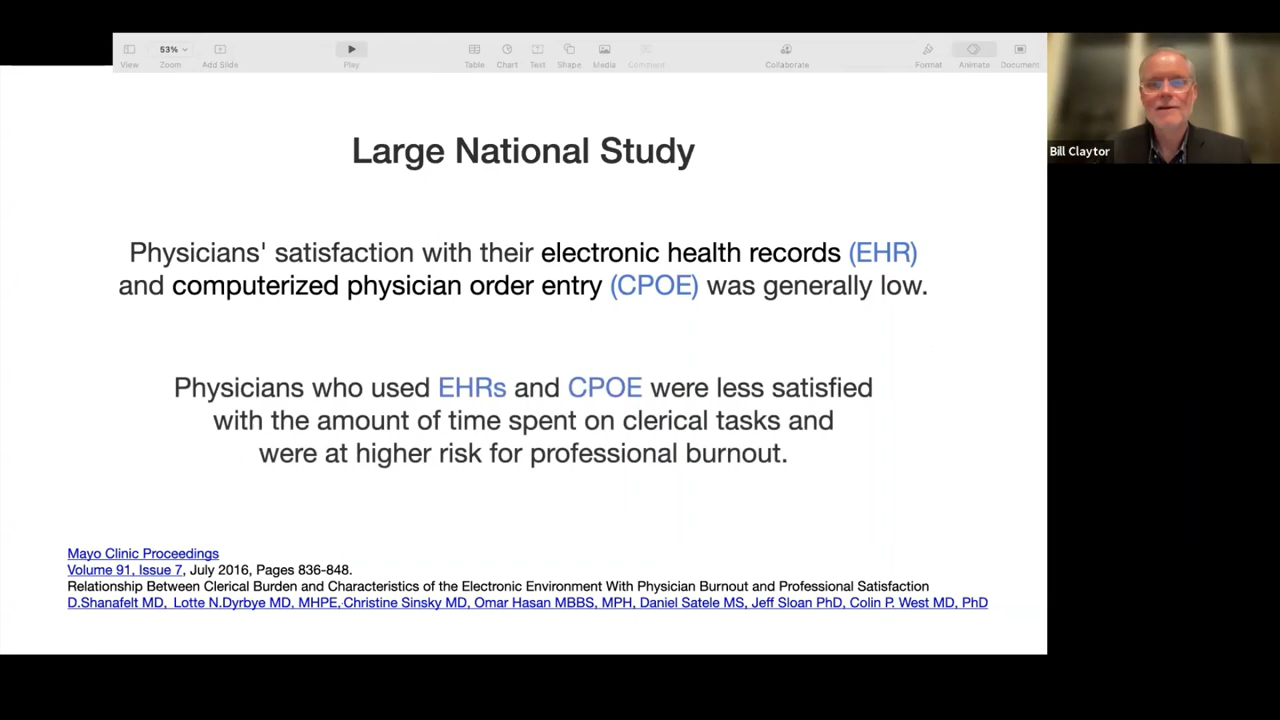 53%
View
Zoom
Add Slide
Play
Table
Chart
Text
Shape
Media
Comment
Collaborate
Format
Animate
Document
Bill Claytor
Large National Study
Physicians' satisfaction with their electronic health records (EHR)
and computerized physician order entry (CPOE) was generally low.
Physicians who used EHRs and CPOE were less satisfied
with the amount of time spent on clerical tasks and
were at higher risk for professional burnout.
Mayo Clinic Proceedings
Volume 91, Issue 7, July 2016, Pages 836-848.
Relationship Between Clerical Burden and Characteristics of the Electronic Environment With Physician Burnout and Professional Satisfaction
D.Shanafelt MD, Lotte N.Dyrbye MD, MHPE, Christine Sinsky MD, Omar Hasan MBBS, MPH, Daniel Satele MS, Jeff Sloan PhD, Colin P. West MD, PhD